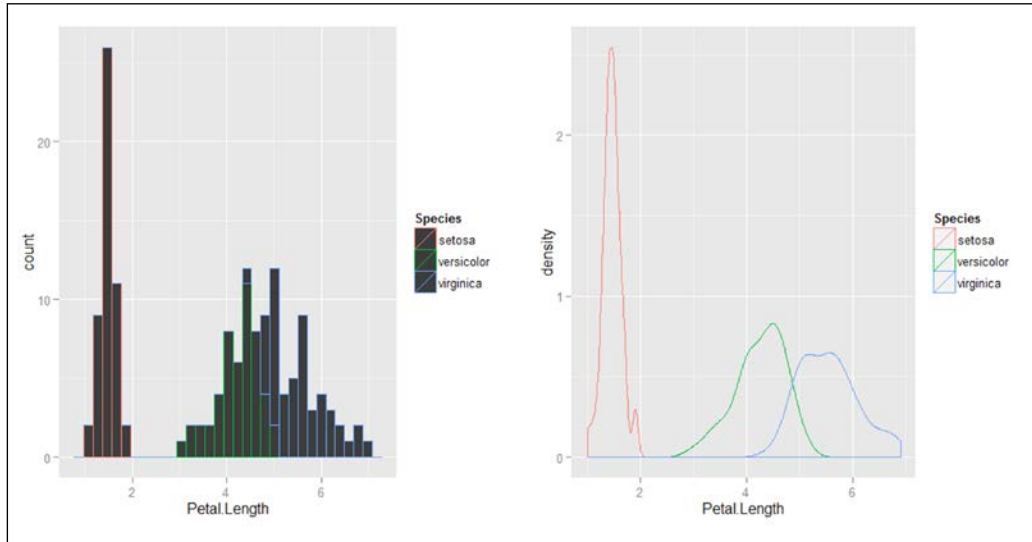 count
20
10
0
2
4
6
Petal.Length
Species
setosa
versicolor
virginica
density
2
1
0
2
4
6
Petal.Length
Species
setosa
versicolor
virginica